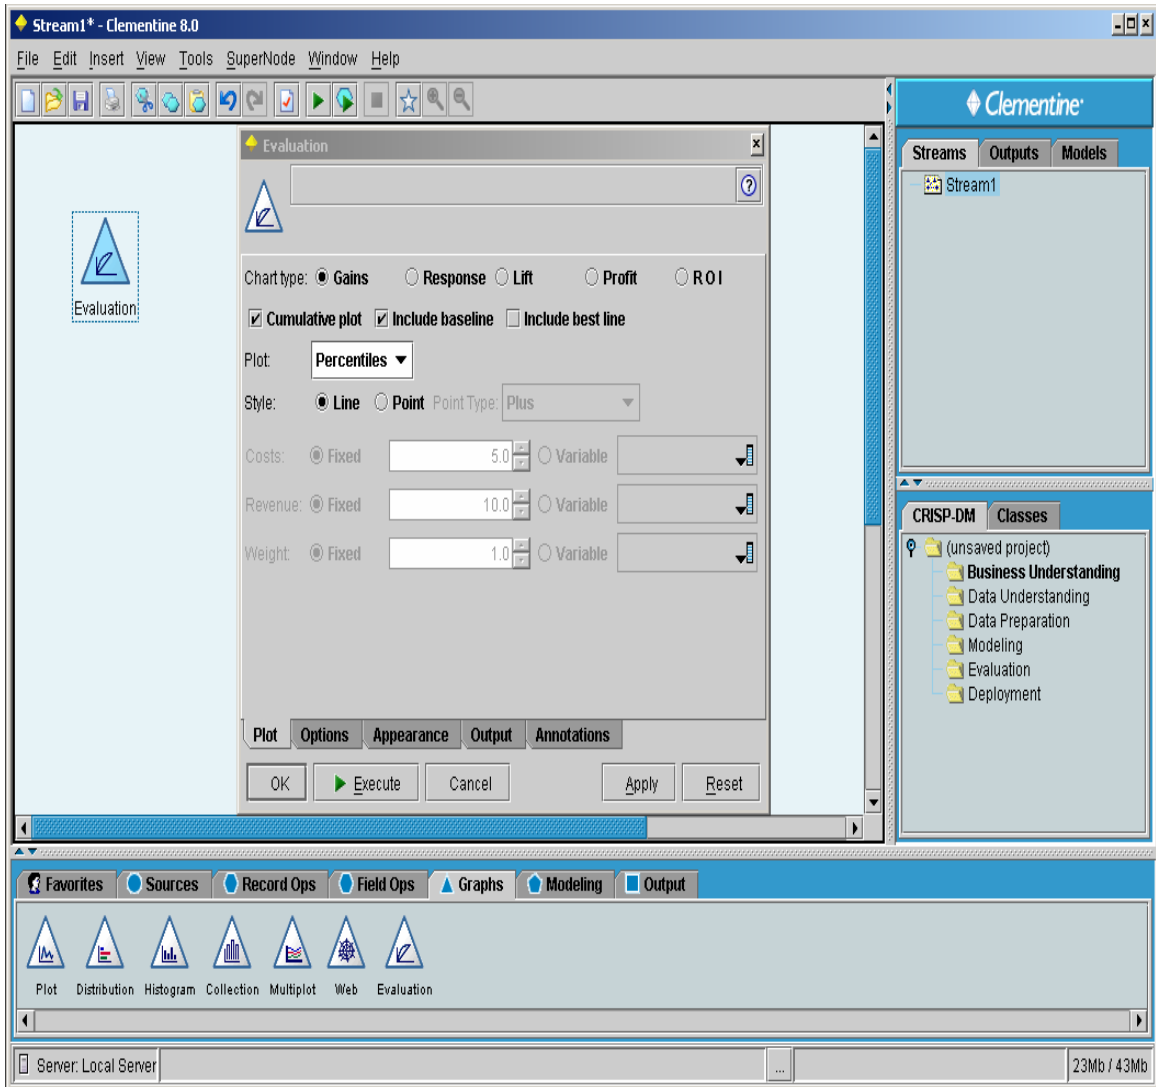 Stream1* - Clementine 8.0
File Edit Insert View Tools SuperNode Window Help
Evaluation
Evaluation
Chart type: Gains Response Lift Profit R O I
Cumulative plot Include baseline Include best line
Plot: Percentiles
Style: Line Point Point Type: Plus
Costs: Fixed 5.0 Variable
Revenue: Fixed 10.0 Variable
Weight: Fixed 1.0 Variable
Plot Options Appearance Output Annotations
OK Execute Cancel Apply Reset
Clementine
Streams Outputs Models
Stream1
CRISP-DM Classes
(unsaved project)
Business Understanding
Data Understanding
Data Preparation
Modeling
Evaluation
Deployment
Favorites Sources Record Ops Field Ops Graphs Modeling Output
Plot Distribution Histogram Collection Multiplot Web Evaluation
Server: Local Server ... 23Mb / 43Mb